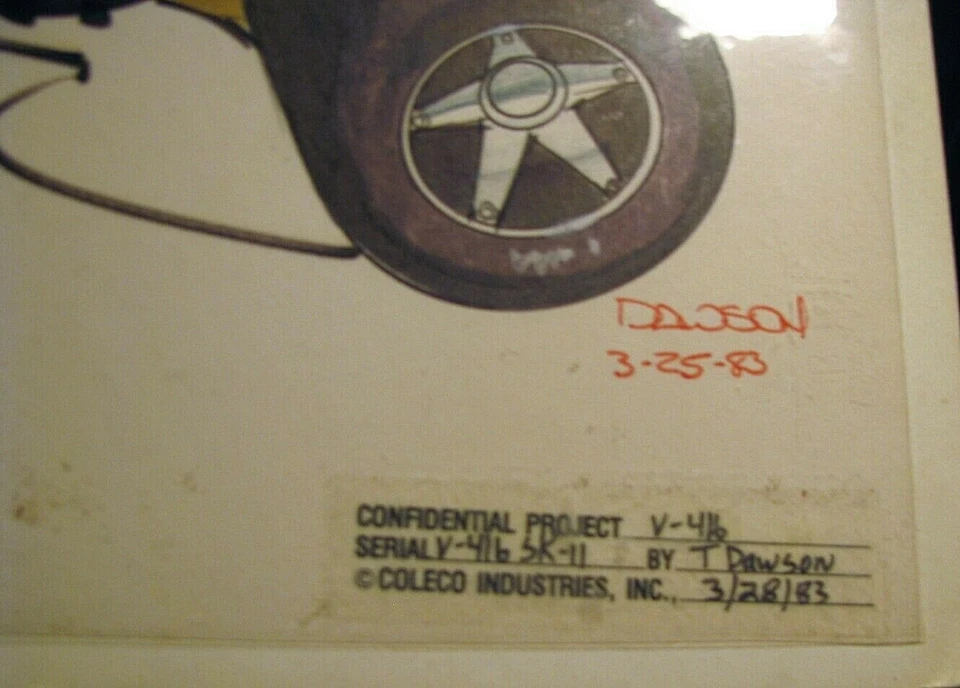 DAWSON
3-25-83
CONFIDENTIAL PROJECT V-416
SERIAL V-416 SK-11 BY T DAWSON
© COLECO INDUSTRIES, INC., 3/28/83